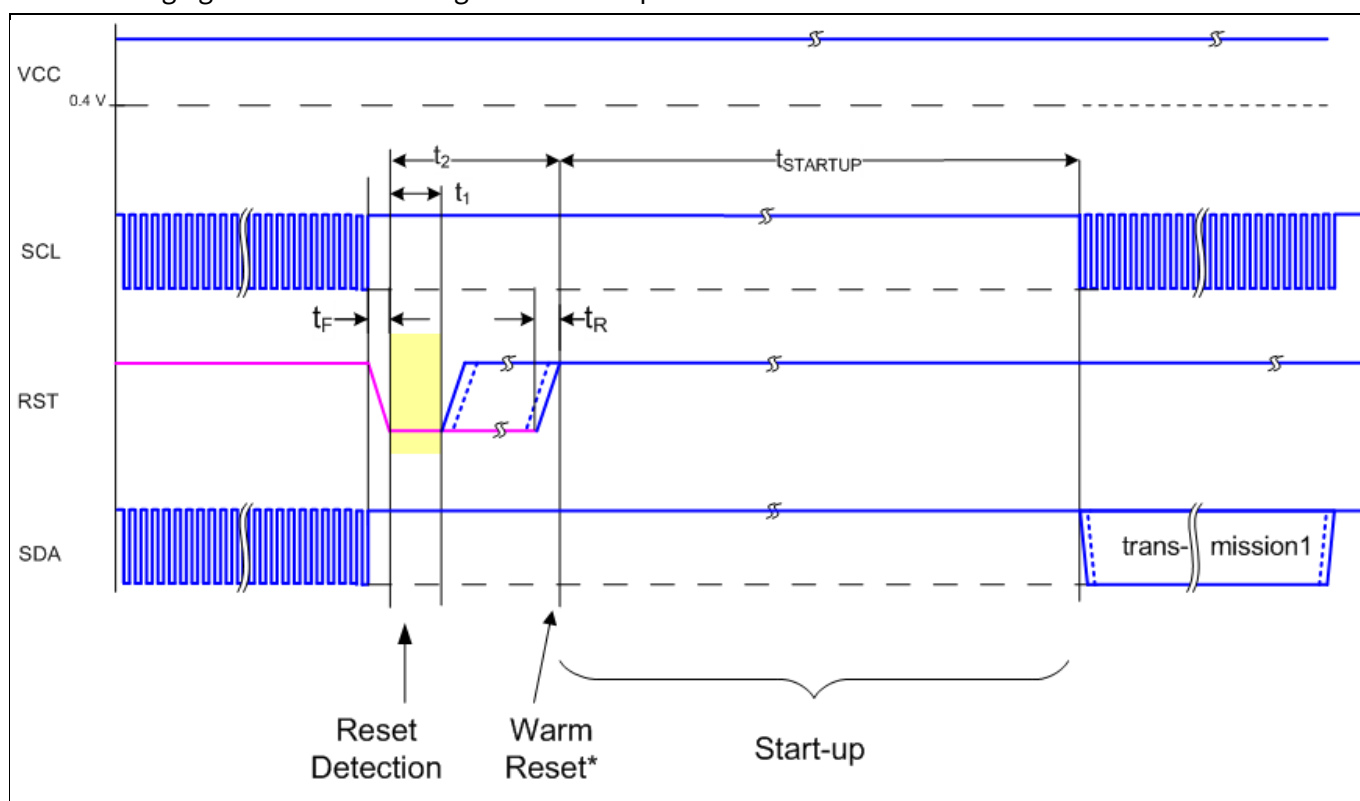 VCC
0.4 V
t2
tSTARTUP
t1
SCL
tF
tR
RST
SDA
trans- mission1
Reset
Detection
Warm
Reset*
Start-up